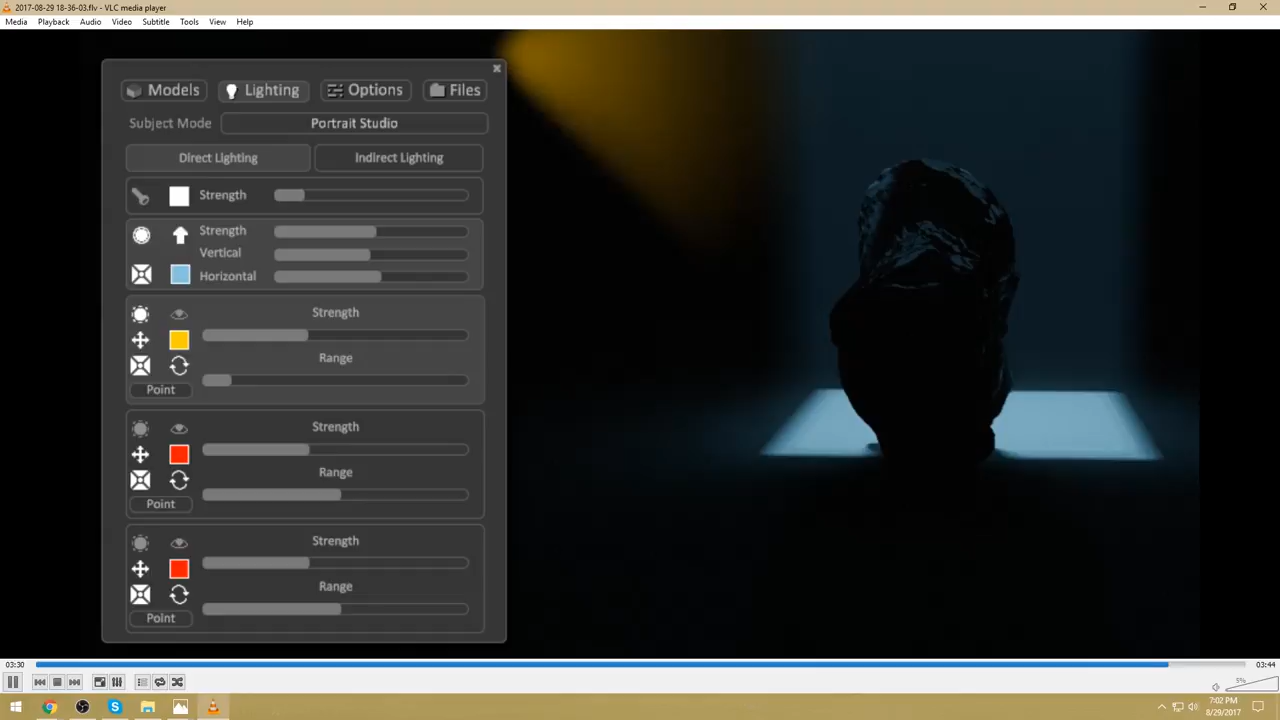 2017-08-29 18-36-03.flv - VLC media player
Media Playback Audio Video Subtitle Tools View Help
Models Lighting Options Files
Subject Mode Portrait Studio
Direct Lighting Indirect Lighting
Strength
Strength
Vertical
Horizontal
Strength
Range
Point
Strength
Range
Point
Strength
Range
Point
03:30 03:44
5%
7:02 PM
8/29/2017